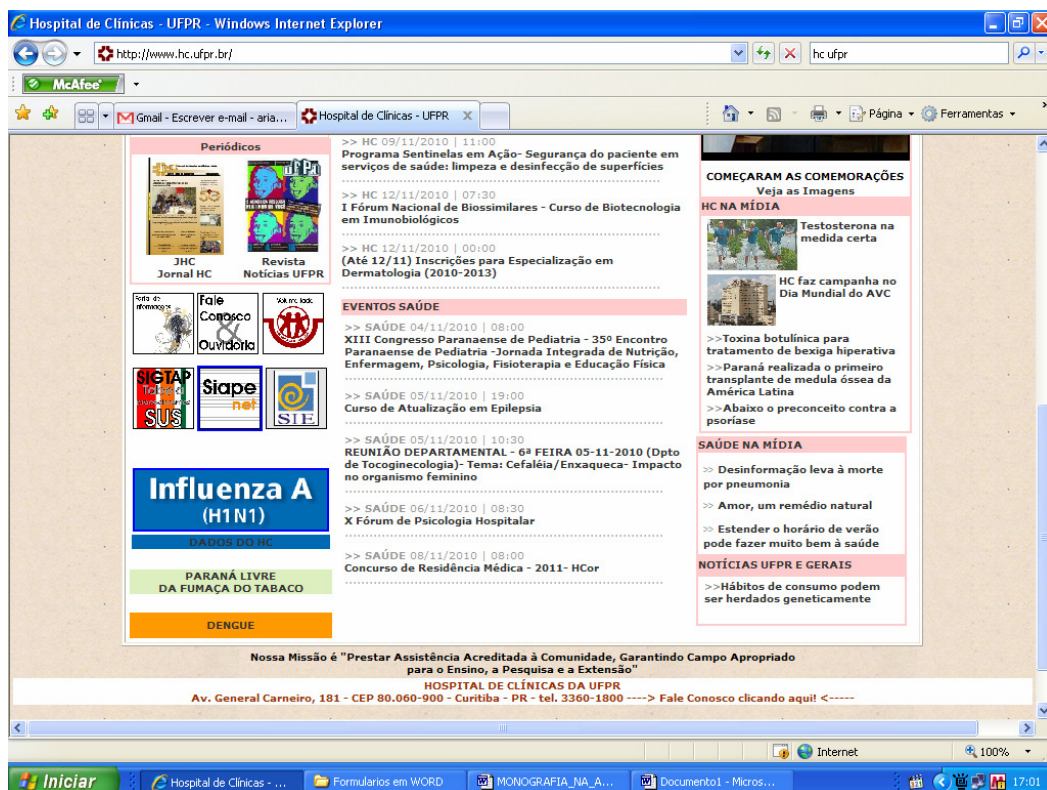 Hospital de Clínicas - UFPR - Windows Internet Explorer
http://www.hc.ufpr.br/
hc ufpr
McAfee
Gmail - Escrever e-mail - aria...
Hospital de Clínicas - UFPR
Página
Ferramentas
Periódicos
JHC
Jornal HC
UFPR
Revista
Notícias UFPR
Fale
Conosco
&
Ouvidoria
SIGTAP
SUS
Siape
net
SIE
Influenza A
(H1N1)
DADOS DO HC
PARANÁ LIVRE
DA FUMAÇA DO TABACO
DENGUE
>> HC 09/11/2010 | 11:00
Programa Sentinelas em Ação- Segurança do paciente em
serviços de saúde: limpeza e desinfecção de superfícies
>> HC 12/11/2010 | 07:30
I Fórum Nacional de Biossimilares - Curso de Biotecnologia
em Imunobiológicos
>> HC 12/11/2010 | 00:00
(Até 12/11) Inscrições para Especialização em
Dermatologia (2010-2013)
EVENTOS SAÚDE
>> SAÚDE 04/11/2010 | 08:00
XIII Congresso Paranaense de Pediatria - 35º Encontro
Paranaense de Pediatria -Jornada Integrada de Nutrição,
Enfermagem, Psicologia, Fisioterapia e Educação Física
>> SAÚDE 05/11/2010 | 19:00
Curso de Atualização em Epilepsia
>> SAÚDE 05/11/2010 | 10:30
REUNIÃO DEPARTAMENTAL - 6ª FEIRA 05-11-2010 (Dpto
de Tocoginecologia)- Tema: Cefaléia/Enxaqueca- Impacto
no organismo feminino
>> SAÚDE 06/11/2010 | 08:30
X Fórum de Psicologia Hospitalar
>> SAÚDE 08/11/2010 | 08:00
Concurso de Residência Médica - 2011- HCor
COMEÇARAM AS COMEMORAÇÕES
Veja as Imagens
HC NA MÍDIA
Testosterona na
medida certa
HC faz campanha no
Dia Mundial do AVC
>>Toxina botulínica para
tratamento de bexiga hiperativa
>>Paraná realizada o primeiro
transplante de medula óssea da
América Latina
>>Abaixo o preconceito contra a
psoríase
SAÚDE NA MÍDIA
>> Desinformação leva à morte
por pneumonia
>> Amor, um remédio natural
>> Estender o horário de verão
pode fazer muito bem à saúde
NOTÍCIAS UFPR E GERAIS
>>Hábitos de consumo podem
ser herdados geneticamente
Nossa Missão é "Prestar Assistência Acreditada à Comunidade, Garantindo Campo Apropriado
para o Ensino, a Pesquisa e a Extensão"
HOSPITAL DE CLÍNICAS DA UFPR
Av. General Carneiro, 181 - CEP 80.060-900 - Curitiba - PR - tel. 3360-1800 ----> Fale Conosco clicando aqui! <-----
Internet
100%
Iniciar
Hospital de Clínicas - ...
Formularios em WORD
MONOGRAFIA_NA_A...
Documento1 - Micros...
17:01